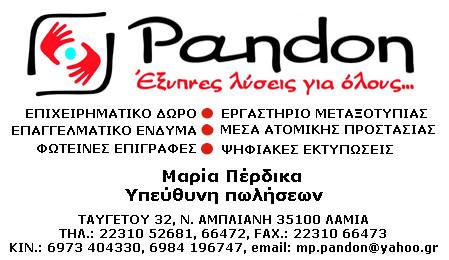 Pandon
Έξυπνες λύσεις για όλους...
ΕΠΙΧΕΙΡΗΜΑΤΙΚΟ ΔΩΡΟ ● ΕΡΓΑΣΤΗΡΙΟ ΜΕΤΑΞΟΤΥΠΙΑΣ
ΕΠΑΓΓΕΛΜΑΤΙΚΟ ΕΝΔΥΜΑ ● ΜΕΣΑ ΑΤΟΜΙΚΗΣ ΠΡΟΣΤΑΣΙΑΣ
ΦΩΤΕΙΝΕΣ ΕΠΙΓΡΑΦΕΣ ● ΨΗΦΙΑΚΕΣ ΕΚΤΥΠΩΣΕΙΣ
Μαρία Πέρδικα
Υπεύθυνη πωλήσεων
ΤΑΥΓΕΤΟΥ 32, Ν. ΑΜΠΛΙΑΝΗ 35100 ΛΑΜΙΑ
ΤΗΛ.: 22310 52681, 66472, FAX.: 22310 66473
ΚΙΝ.: 6973 404330, 6984 196747, email: mp.pandon@yahoo.gr